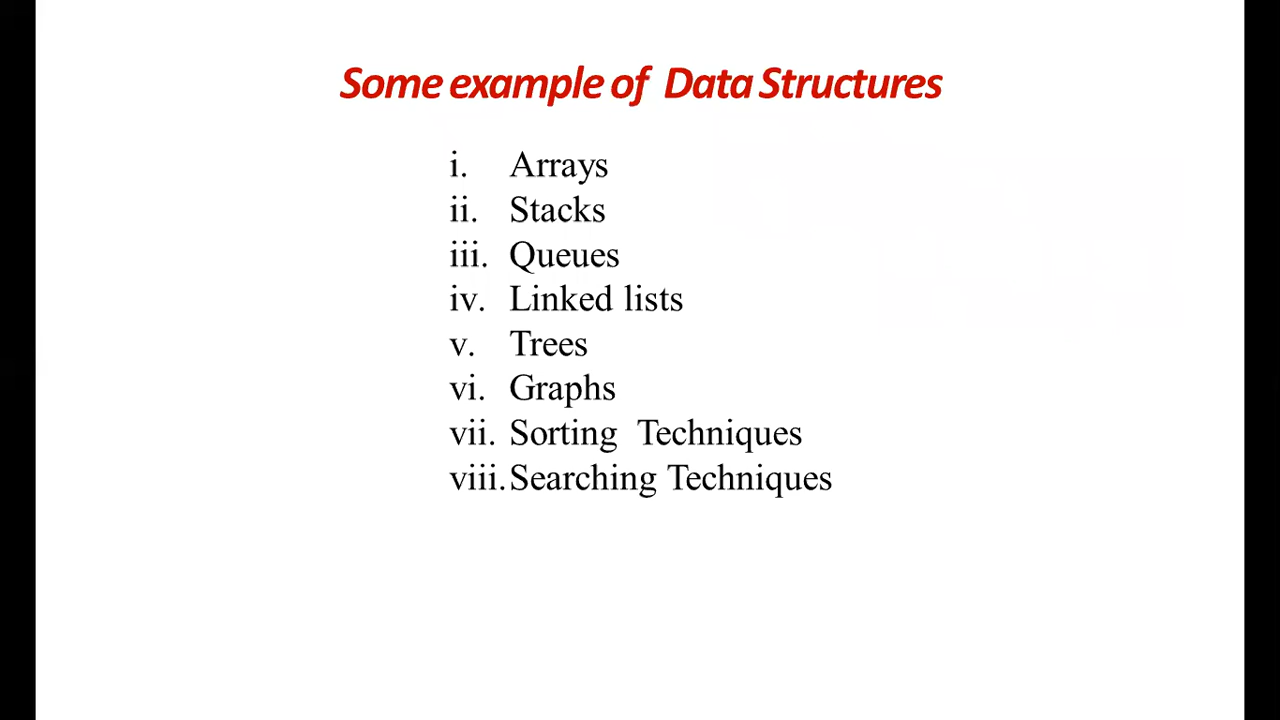 Some example of Data Structures
i. Arrays
ii. Stacks
iii. Queues
iv. Linked lists
v. Trees
vi. Graphs
vii. Sorting Techniques
viii. Searching Techniques